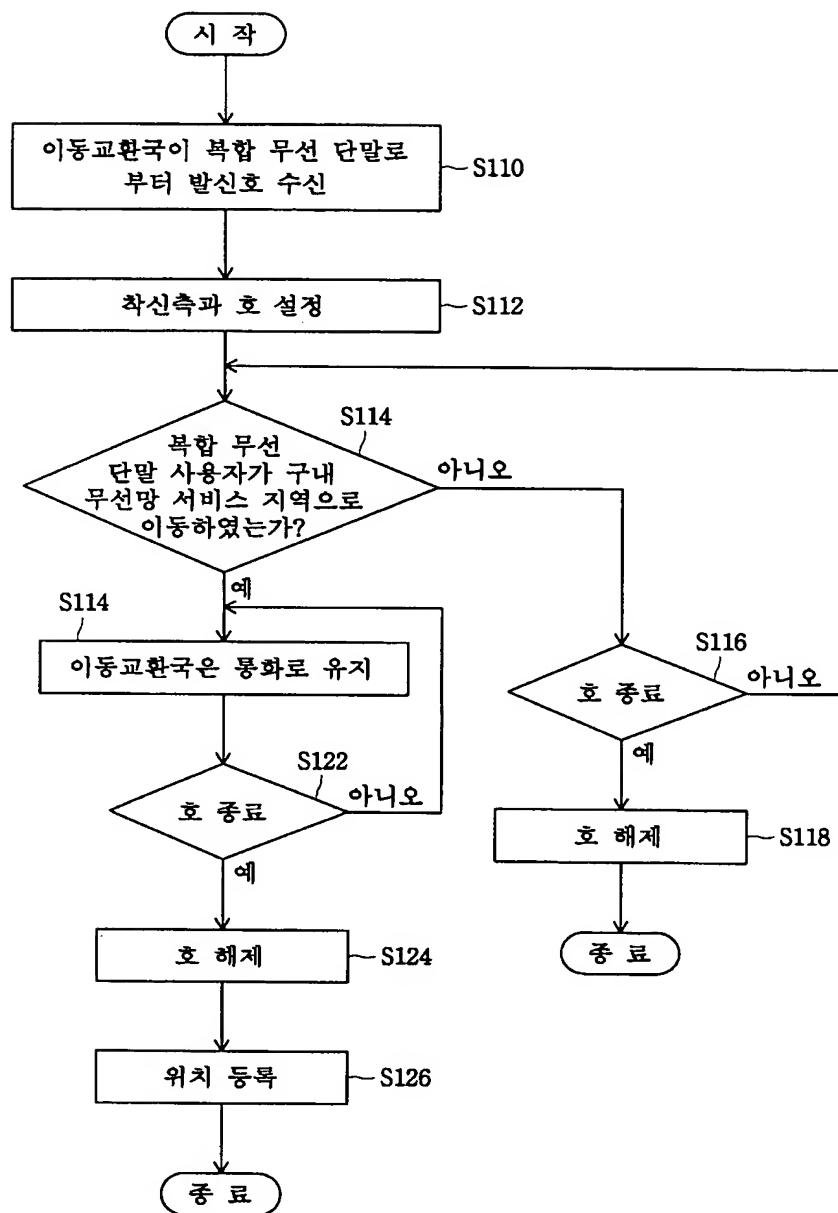 시 작
이동교환국이 복합 무선 단말로
부터 발신호 수신
S110
착신측과 호 설정
S112
S114
복합 무선
단말 사용자가 구내
무선망 서비스 지역으로
이동하였는가?
아니오
예
S114
이동교환국은 통화로 유지
S116
호 종료
아니오
예
S122
호 종료
아니오
예
호 해제
S118
종 료
호 해제
S124
위치 등록
S126
종 료